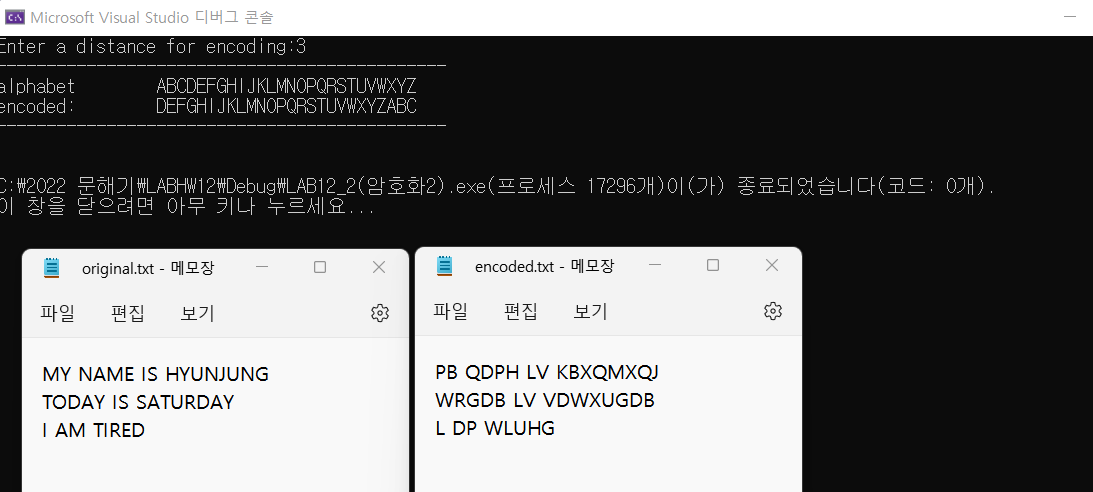 Microsoft Visual Studio 디버그 콘솔
Enter a distance for encoding:3
-----------------------------------------------
alphabet ABCDEFGHIJKLMNOPQRSTUVWXYZ
encoded: DEFGHIJKLMNOPQRSTUVWXYZABC
-----------------------------------------------
C:₩2022 문해기₩LABHW12₩Debug₩LAB12_2(암호화2).exe(프로세스 17296개)이(가) 종료되었습니다(코드: 0개).
이 창을 닫으려면 아무 키나 누르세요...
original.txt - 메모장
파일 편집 보기
MY NAME IS HYUNJUNG
TODAY IS SATURDAY
I AM TIRED
encoded.txt - 메모장
파일 편집 보기
PB QDPH LV KBXQMXQJ
WRGDB LV VDWXUGDB
L DP WLUHG